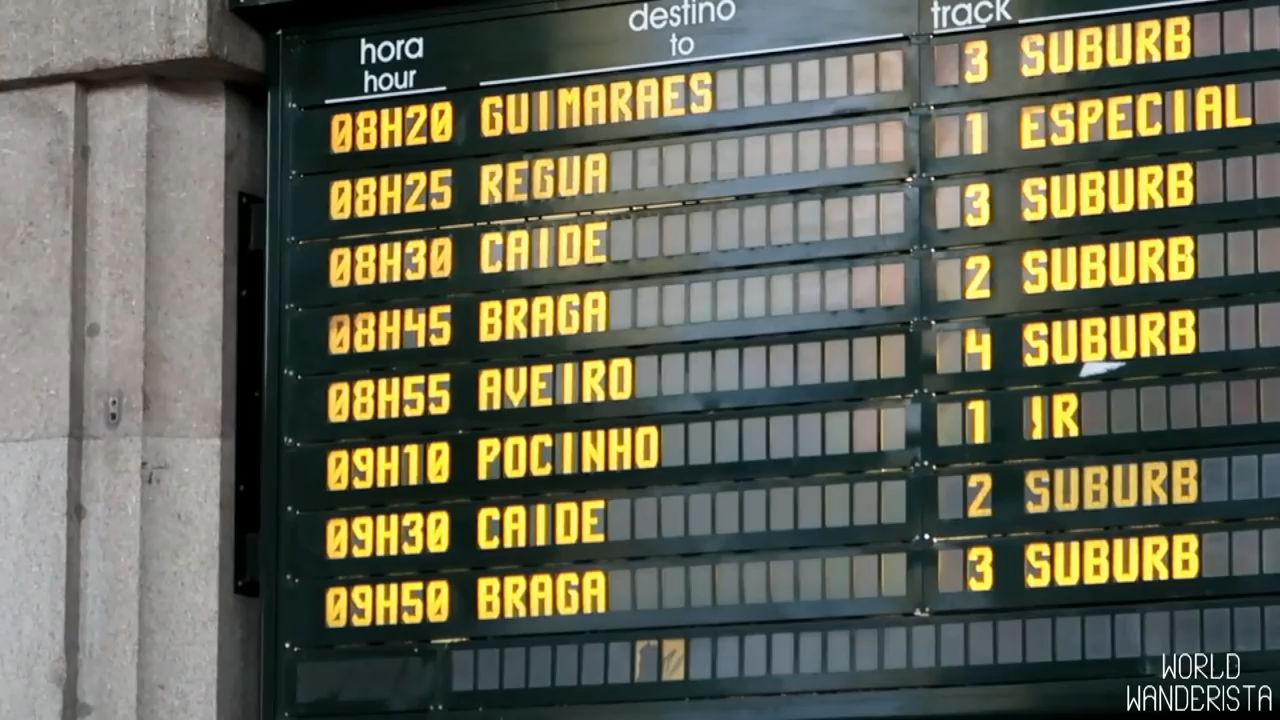 hora destino
hour to track
08H20 GUIMARAES 3 SUBURB
08H25 REGUA 1 ESPECIAL
08H30 CAIDE 3 SUBURB
08H45 BRAGA 2 SUBURB
08H55 AVEIRO 4 SUBURB
09H10 POCINHO 1 IR
09H30 CAIDE 2 SUBURB
09H50 BRAGA 3 SUBURB
WORLD
WANDERISTA